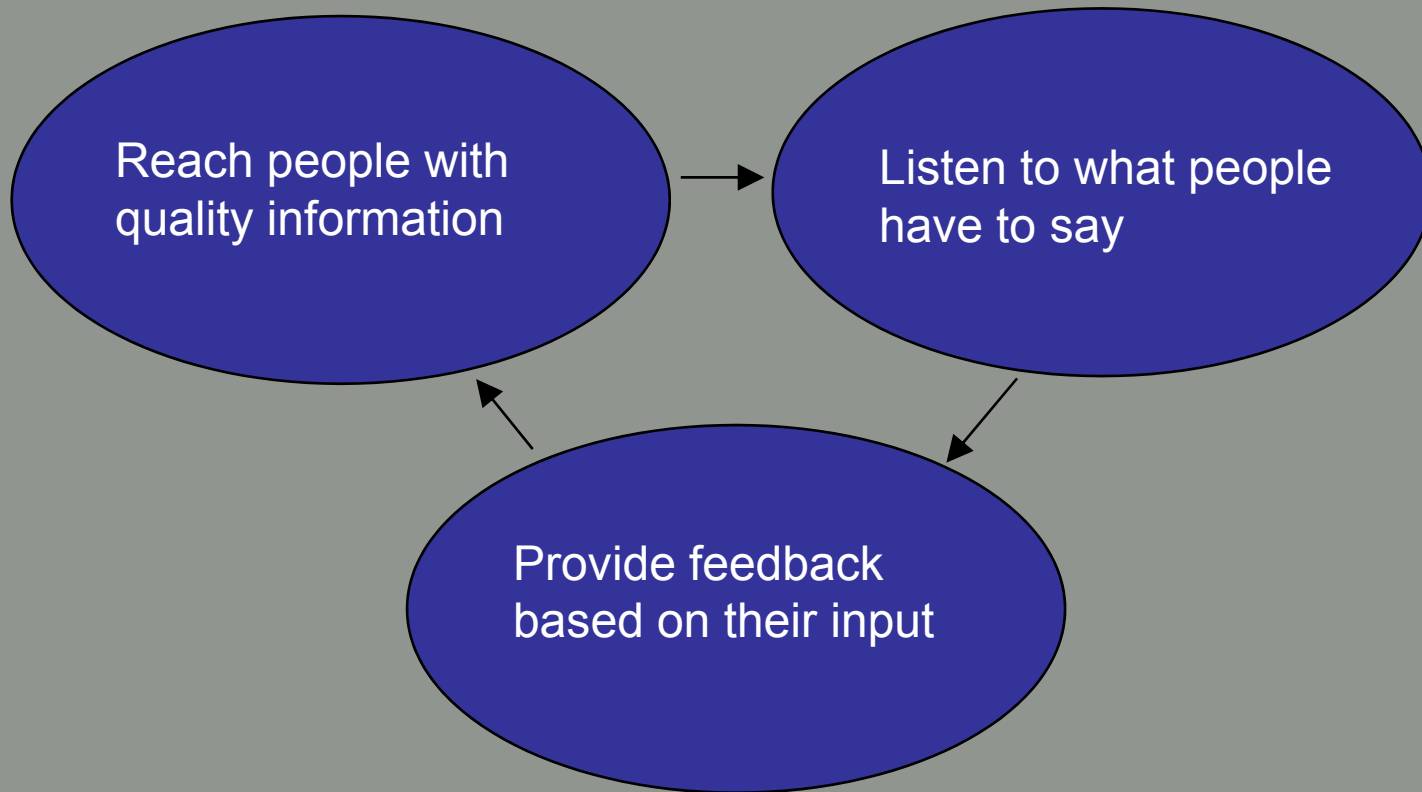 Reach people with
quality information
Listen to what people
have to say
Provide feedback
based on their input